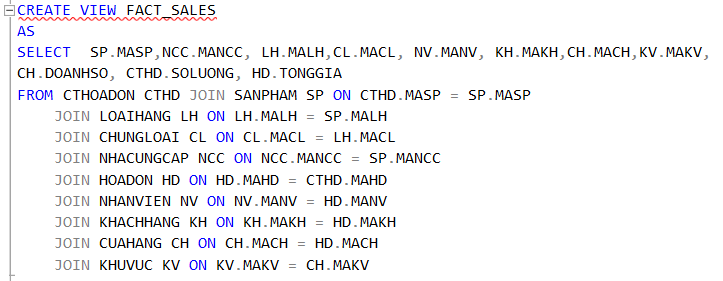 CREATE VIEW FACT_SALES
AS
SELECT  SP.MASP,NCC.MANCC, LH.MALH,CL.MACL, NV.MANV, KH.MAKH,CH.MACH,KV.MAKV,
CH.DOANHSO, CTHD.SOLUONG, HD.TONGGIA
FROM CTHOADON CTHD JOIN SANPHAM SP ON CTHD.MASP = SP.MASP
    JOIN LOAIHANG LH ON LH.MALH = SP.MALH
    JOIN CHUNGLOAI CL ON CL.MACL = LH.MACL
    JOIN NHACUNGCAP NCC ON NCC.MANCC = SP.MANCC
    JOIN HOADON HD ON HD.MAHD = CTHD.MAHD
    JOIN NHANVIEN NV ON NV.MANV = HD.MANV
    JOIN KHACHHANG KH ON KH.MAKH = HD.MAKH
    JOIN CUAHANG CH ON CH.MACH = HD.MACH
    JOIN KHUVUC KV ON KV.MAKV = CH.MAKV